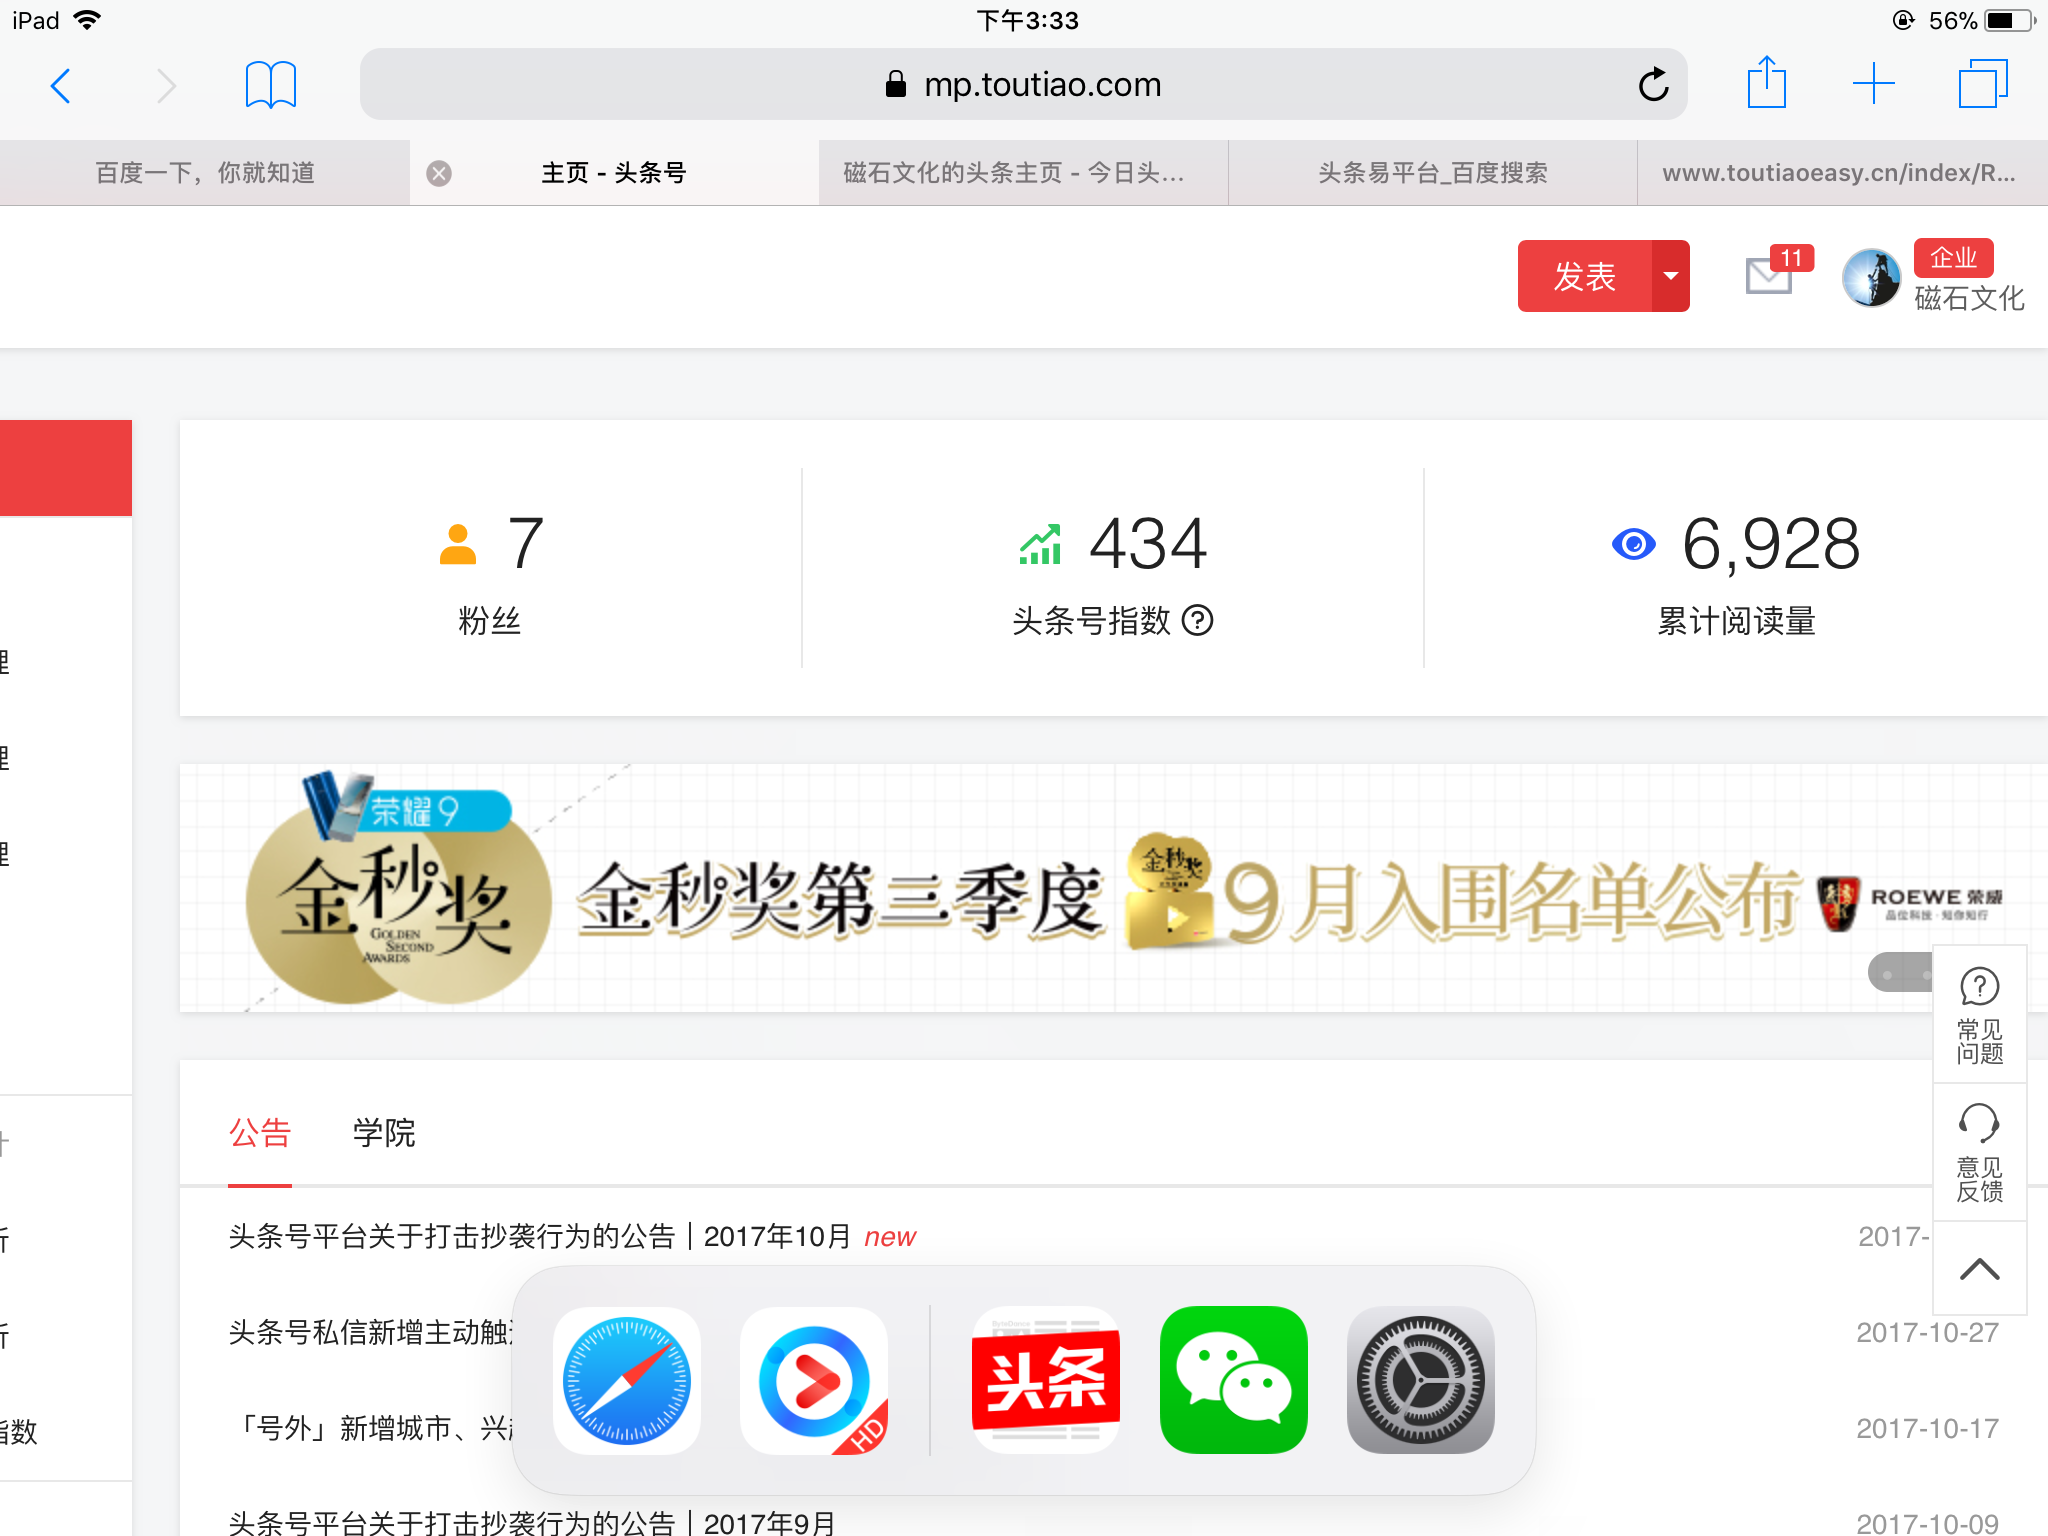 iPad
下午3:33
56%
mp.toutiao.com
百度一下，你就知道
主页 - 头条号
磁石文化的头条主页 - 今日头...
头条易平台_百度搜索
www.toutiaoeasy.cn/index/R...
发表
11
企业
磁石文化
7
粉丝
434
头条号指数
6,928
累计阅读量
荣耀9
金秒奖
GOLDEN
SECOND
AWARDS
金秒奖第三季度
金秒奖
9月入围名单公布
ROEWE 荣威
品位科技·知你知行
常见
问题
意见
反馈
公告
学院
头条号平台关于打击抄袭行为的公告｜2017年10月 new
2017-
头条号私信新增主动触
2017-10-27
「号外」新增城市、兴
2017-10-17
头条号平台关于打击抄袭行为的公告｜2017年9月
2017-10-09
指数
HD
ByteDance
头条